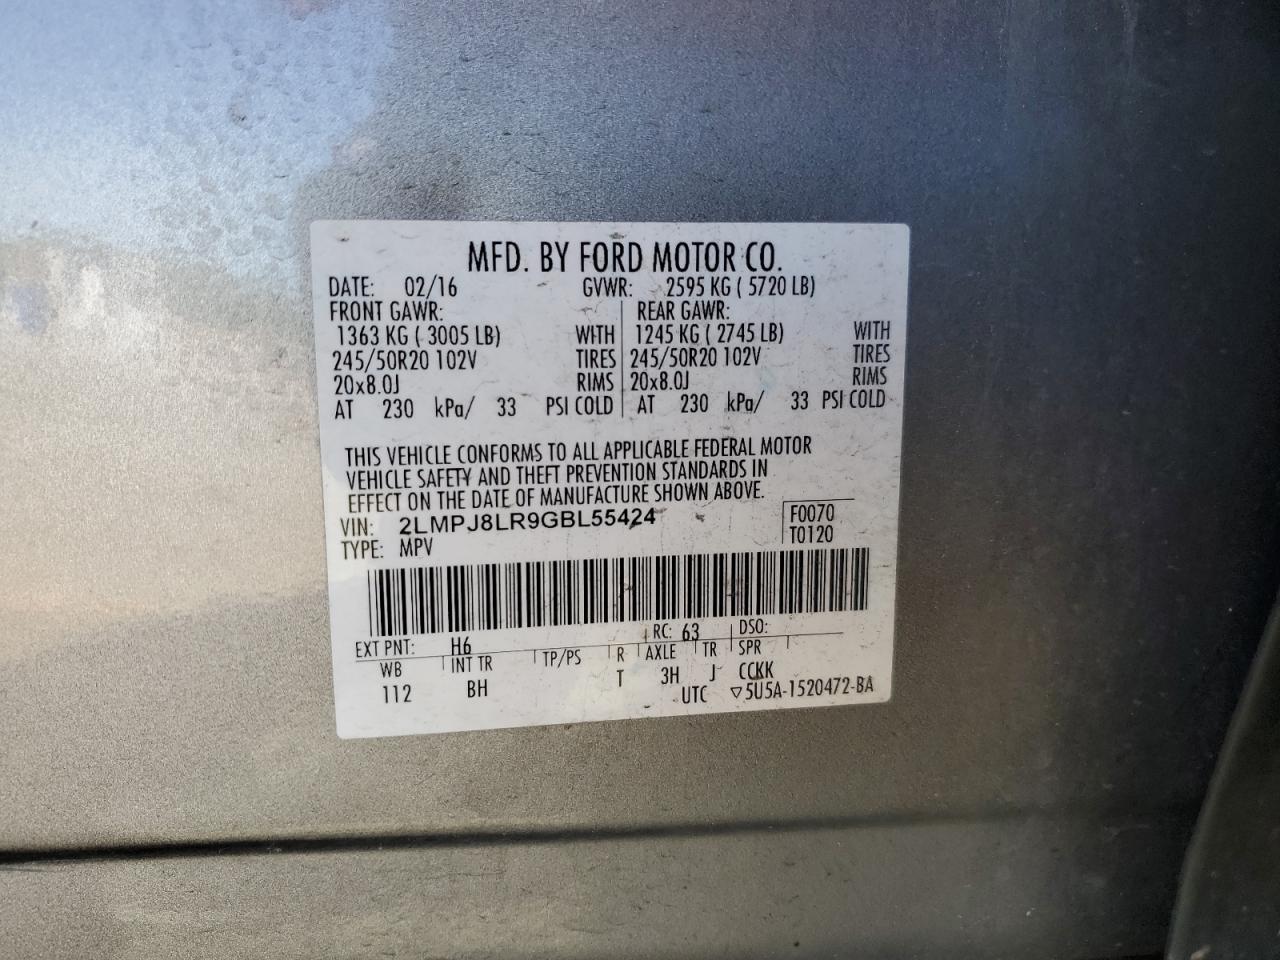 MFD. BY FORD MOTOR CO.
DATE: 02/16 GVWR: 2595 KG ( 5720 LB)
FRONT GAWR: REAR GAWR:
1363 KG ( 3005 LB) WITH 1245 KG ( 2745 LB) WITH
245/50R20 102V TIRES 245/50R20 102V TIRES
20x8.0J RIMS 20x8.0J RIMS
AT 230 kPa/ 33 PSI COLD AT 230 kPa/ 33 PSI COLD
THIS VEHICLE CONFORMS TO ALL APPLICABLE FEDERAL MOTOR
VEHICLE SAFETY AND THEFT PREVENTION STANDARDS IN
EFFECT ON THE DATE OF MANUFACTURE SHOWN ABOVE.
VIN: 2LMPJ8LR9GBL55424 F0070
TYPE: MPV T0120
EXT PNT: H6 RC: 63 DSO:
WB INT TR TP/PS R AXLE TR SPR
112 BH T 3H J CCKK
UTC ▽5U5A-1520472-BA